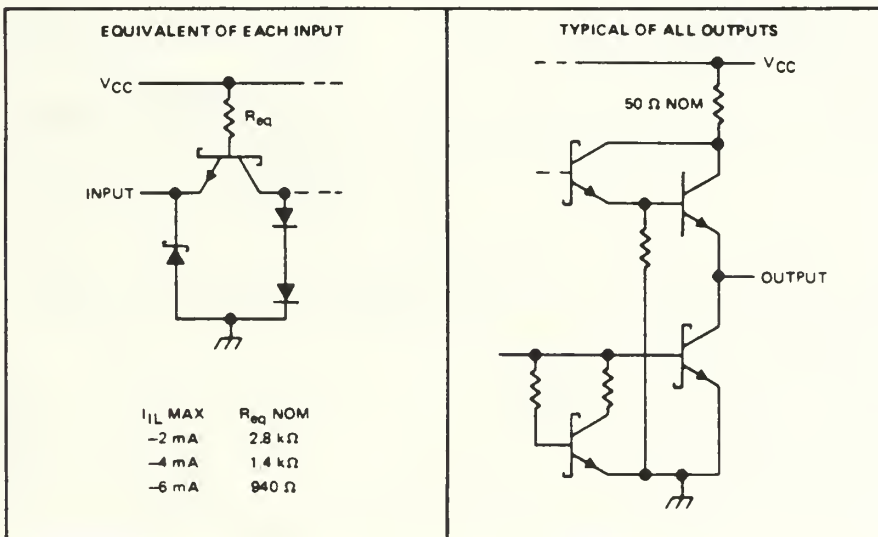 EQUIVALENT OF EACH INPUT
VCC
Req
INPUT
IIL MAX Req NOM
−2 mA 2.8 kΩ
−4 mA 1.4 kΩ
−6 mA 940 Ω
TYPICAL OF ALL OUTPUTS
VCC
50 Ω NOM
OUTPUT